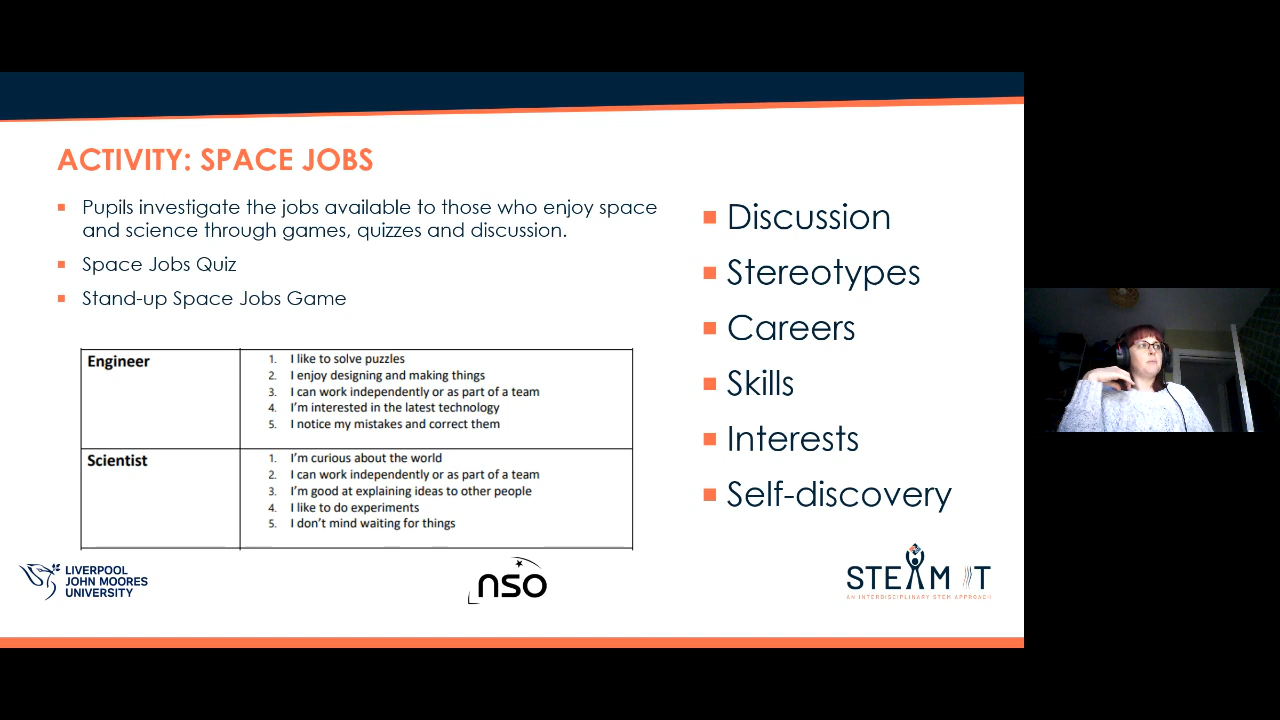 ACTIVITY: SPACE JOBS
Pupils investigate the jobs available to those who enjoy space
and science through games, quizzes and discussion.
Space Jobs Quiz
Stand-up Space Jobs Game
Engineer
1. I like to solve puzzles
2. I enjoy designing and making things
3. I can work independently or as part of a team
4. I'm interested in the latest technology
5. I notice my mistakes and correct them
Scientist
1. I'm curious about the world
2. I can work independently or as part of a team
3. I'm good at explaining ideas to other people
4. I like to do experiments
5. I don't mind waiting for things
Discussion
Stereotypes
Careers
Skills
Interests
Self-discovery
LIVERPOOL
JOHN MOORES
UNIVERSITY
nso
STEAM IT
AN INTERDISCIPLINARY STEM APPROACH